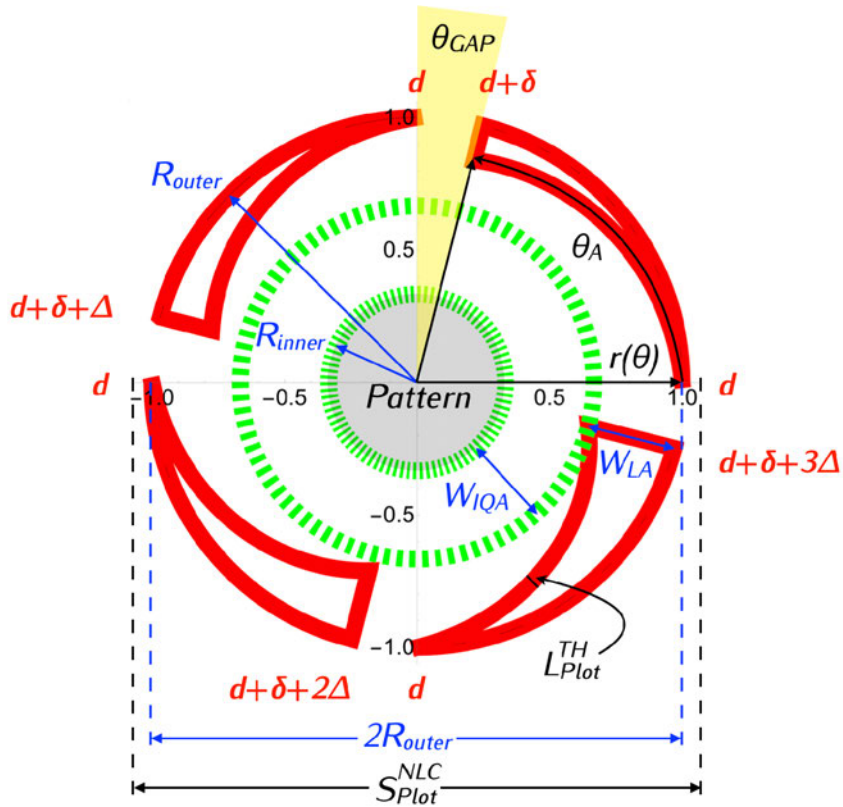 θGAP
d
d+δ
1.0
Router
θA
0.5
d+δ+Δ
Rinner
r(θ)
d
−1.0
−0.5
Pattern
0.5
1.0
d
WLA
d+δ+3Δ
WIQA
−0.5
−1.0
L^TH_Plot
d+δ+2Δ
d
2Router
S^NLC_Plot